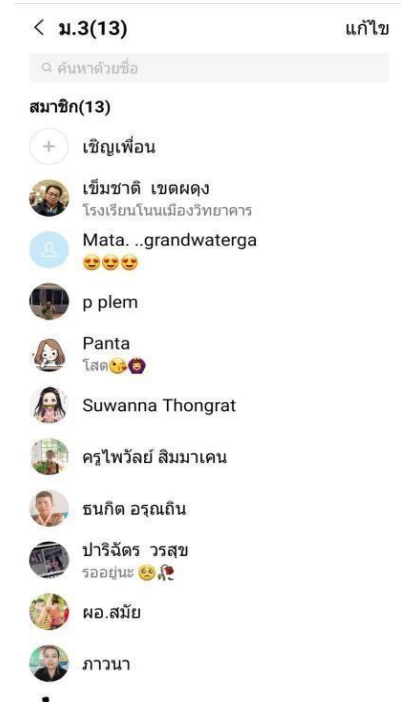 ม.3(13)
แก้ไข
ค้นหาด้วยชื่อ
สมาชิก(13)
เชิญเพื่อน
เข็มชาติ เขตผดุง
โรงเรียนโนนเมืองวิทยาคาร
Mata. ..grandwaterga
😍😍😍
p plem
Panta
โสด😘🙆
Suwanna Thongrat
ครูไพวัลย์ สิมมาเคน
ธนกิต อรุณถิน
ปาริฉัตร วรสุข
รออยู่นะ🥺🥀
ผอ.สมัย
ภาวนา